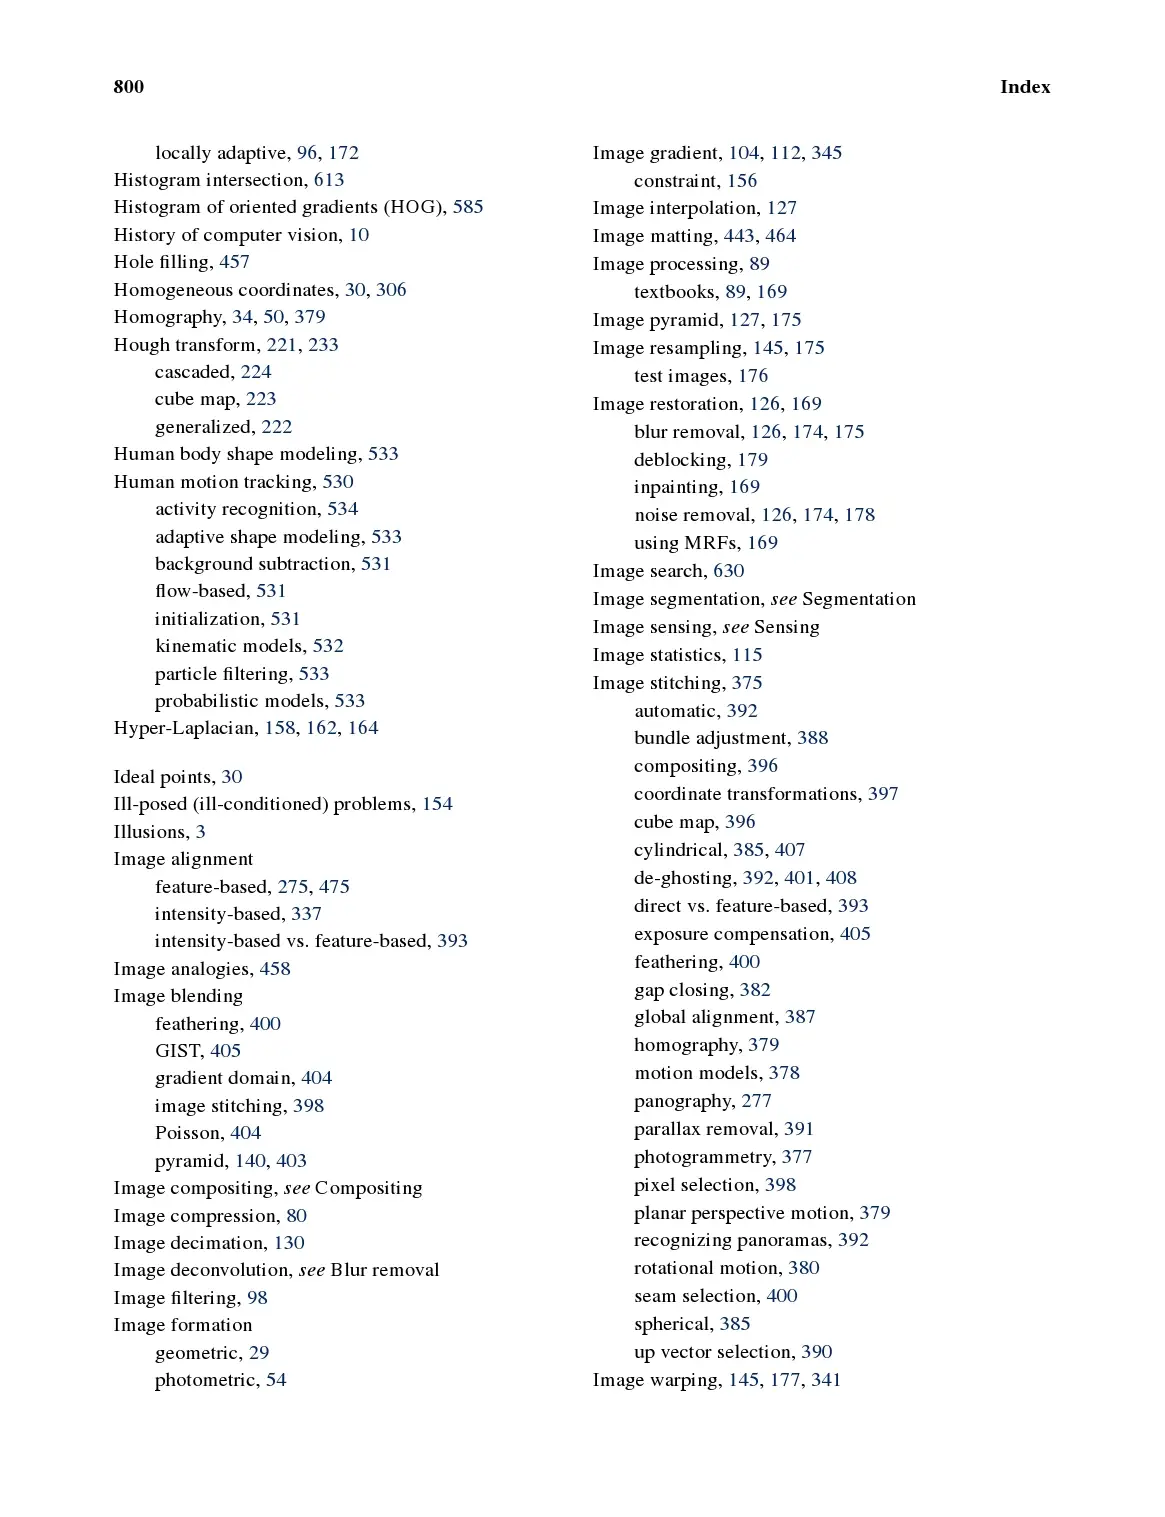 800
Index
locally adaptive, 96, 172
Histogram intersection, 613
Histogram of oriented gradients (HOG), 585
History of computer vision, 10
Hole filling, 457
Homogeneous coordinates, 30, 306
Homography, 34, 50, 379
Hough transform, 221, 233
cascaded, 224
cube map, 223
generalized, 222
Human body shape modeling, 533
Human motion tracking, 530
activity recognition, 534
adaptive shape modeling, 533
background subtraction, 531
flow-based, 531
initialization, 531
kinematic models, 532
particle filtering, 533
probabilistic models, 533
Hyper-Laplacian, 158, 162, 164
Ideal points, 30
Ill-posed (ill-conditioned) problems, 154
Illusions, 3
Image alignment
feature-based, 275, 475
intensity-based, 337
intensity-based vs. feature-based, 393
Image analogies, 458
Image blending
feathering, 400
GIST, 405
gradient domain, 404
image stitching, 398
Poisson, 404
pyramid, 140, 403
Image compositing, see Compositing
Image compression, 80
Image decimation, 130
Image deconvolution, see Blur removal
Image filtering, 98
Image formation
geometric, 29
photometric, 54
Image gradient, 104, 112, 345
constraint, 156
Image interpolation, 127
Image matting, 443, 464
Image processing, 89
textbooks, 89, 169
Image pyramid, 127, 175
Image resampling, 145, 175
test images, 176
Image restoration, 126, 169
blur removal, 126, 174, 175
deblocking, 179
inpainting, 169
noise removal, 126, 174, 178
using MRFs, 169
Image search, 630
Image segmentation, see Segmentation
Image sensing, see Sensing
Image statistics, 115
Image stitching, 375
automatic, 392
bundle adjustment, 388
compositing, 396
coordinate transformations, 397
cube map, 396
cylindrical, 385, 407
de-ghosting, 392, 401, 408
direct vs. feature-based, 393
exposure compensation, 405
feathering, 400
gap closing, 382
global alignment, 387
homography, 379
motion models, 378
panography, 277
parallax removal, 391
photogrammetry, 377
pixel selection, 398
planar perspective motion, 379
recognizing panoramas, 392
rotational motion, 380
seam selection, 400
spherical, 385
up vector selection, 390
Image warping, 145, 177, 341